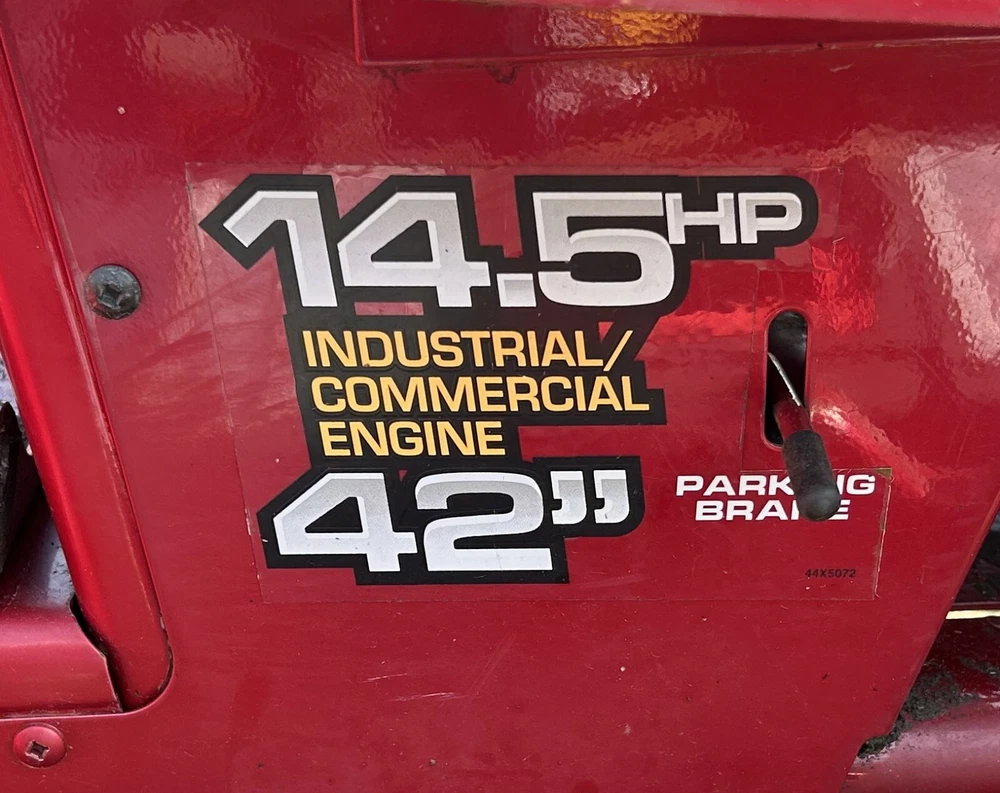 14.5HP
INDUSTRIAL/
COMMERCIAL
ENGINE
42”
PARKING
BRAKE
44X5072